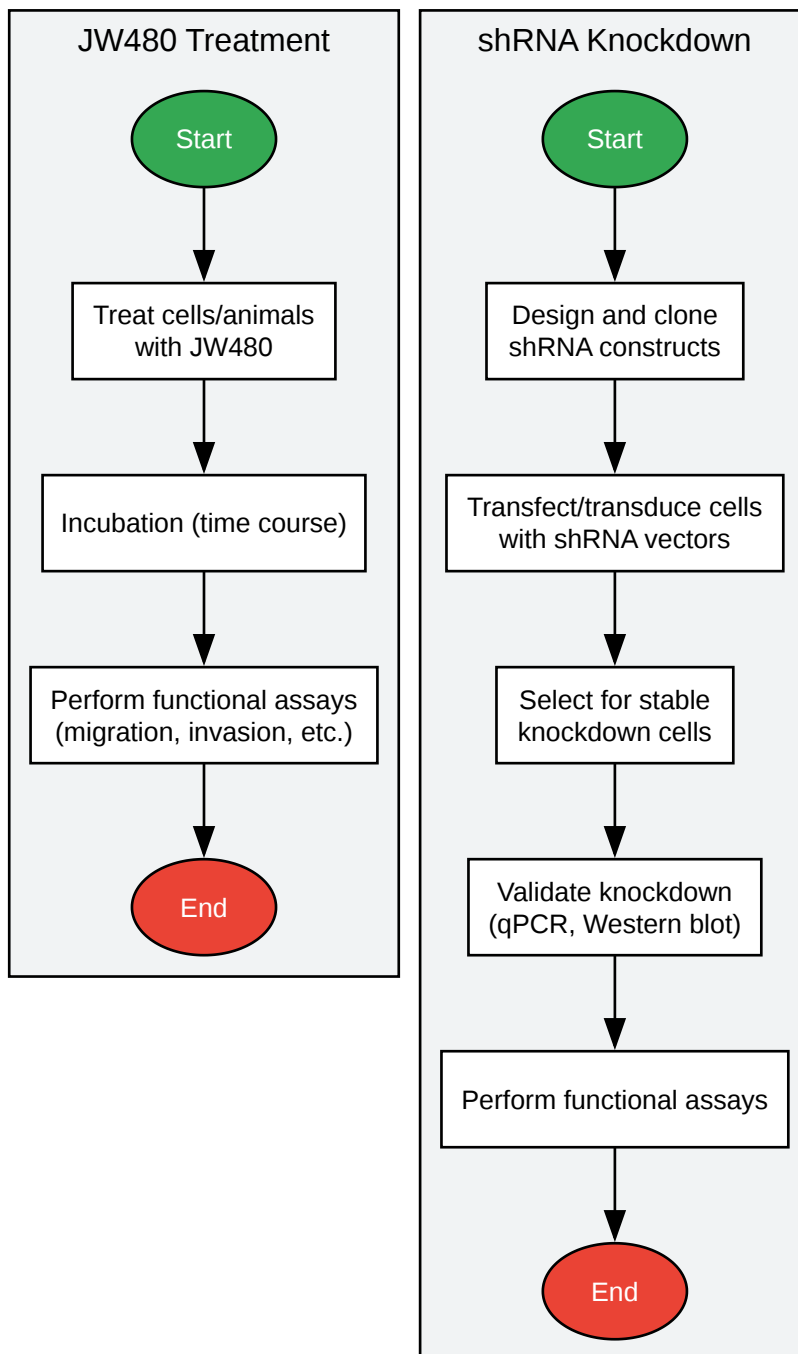 JW480 Treatment
Start
Treat cells/animals
with JW480
Incubation (time course)
Perform functional assays
(migration, invasion, etc.)
End
shRNA Knockdown
Start
Design and clone
shRNA constructs
Transfect/transduce cells
with shRNA vectors
Select for stable
knockdown cells
Validate knockdown
(qPCR, Western blot)
Perform functional assays
End